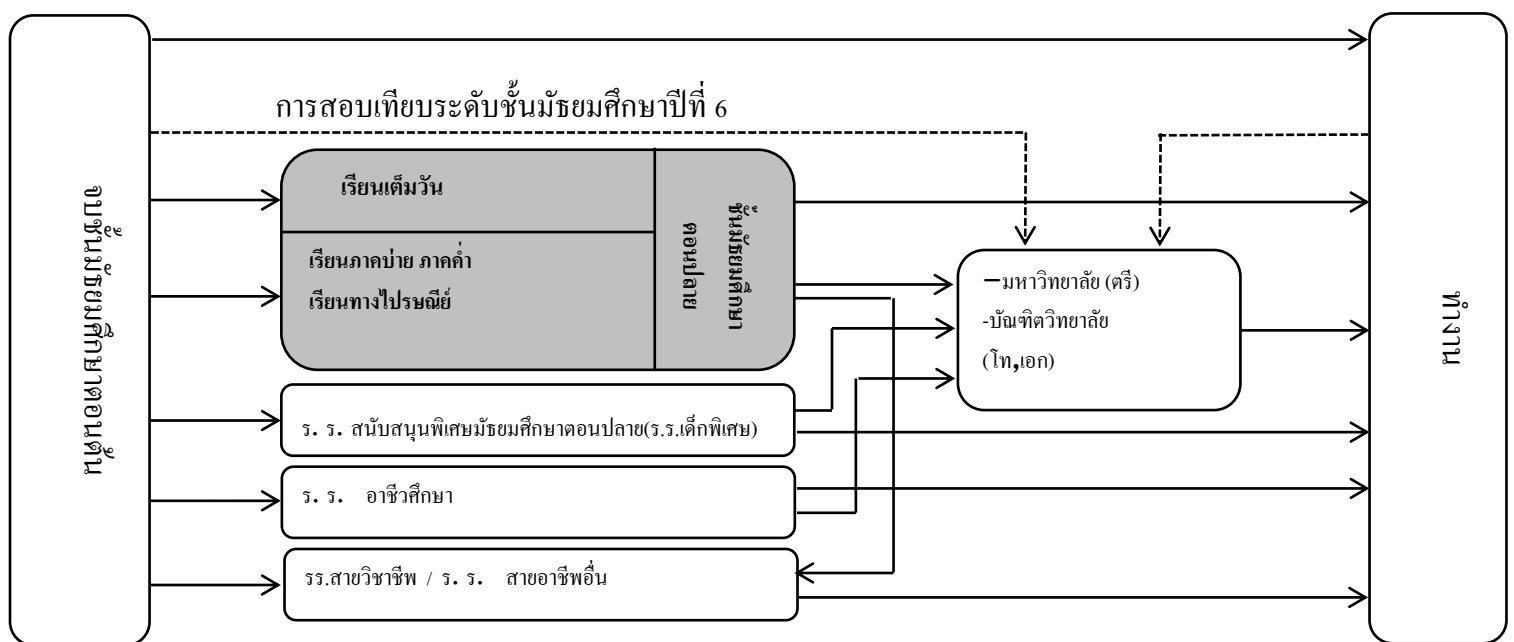 จบชั้นมัธยมศึกษาตอนต้น
การสอบเทียบระดับชั้นมัธยมศึกษาปีที่ 6
เรียนเต็มวัน
เรียนภาคบ่าย ภาคค่ำ
เรียนทางไปรษณีย์
ชั้นมัธยมศึกษา
ตอนปลาย
–มหาวิทยาลัย (ตรี)
-บัณฑิตวิทยาลัย
(โท,เอก)
ร. ร. สนับสนุนพิเศษมัธยมศึกษาตอนปลาย(ร.ร.เด็กพิเศษ)
ร. ร. อาชีวศึกษา
รร.สายวิชาชีพ / ร. ร. สายอาชีพอื่น
ทำงาน